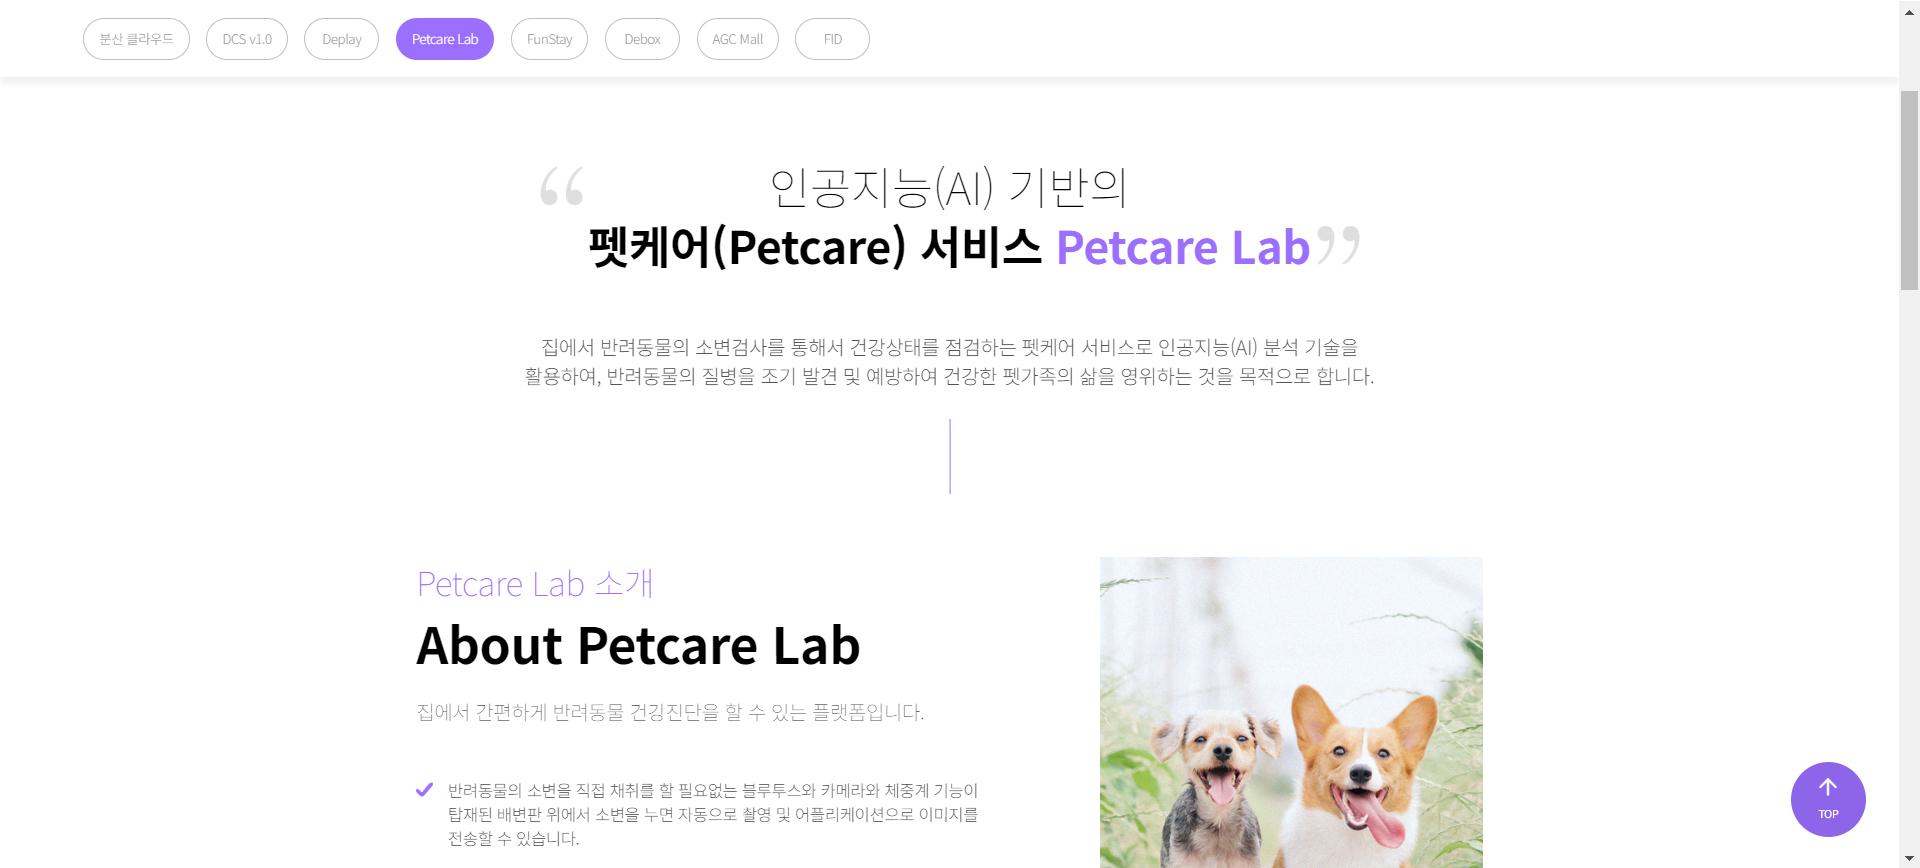 분산 클라우드
DCS v1.0
Deplay
Petcare Lab
FunStay
Debox
AGC Mall
FID
“ 인공지능(AI) 기반의
펫케어(Petcare) 서비스 Petcare Lab ”
집에서 반려동물의 소변검사를 통해서 건강상태를 점검하는 펫케어 서비스로 인공지능(AI) 분석 기술을
활용하여, 반려동물의 질병을 조기 발견 및 예방하여 건강한 펫가족의 삶을 영위하는 것을 목적으로 합니다.
Petcare Lab 소개
About Petcare Lab
집에서 간편하게 반려동물 건강진단을 할 수 있는 플랫폼입니다.
반려동물의 소변을 직접 채취를 할 필요없는 블루투스와 카메라와 체중계 기능이
탑재된 배변판 위에서 소변을 누면 자동으로 촬영 및 어플리케이션으로 이미지를
전송할 수 있습니다.
TOP